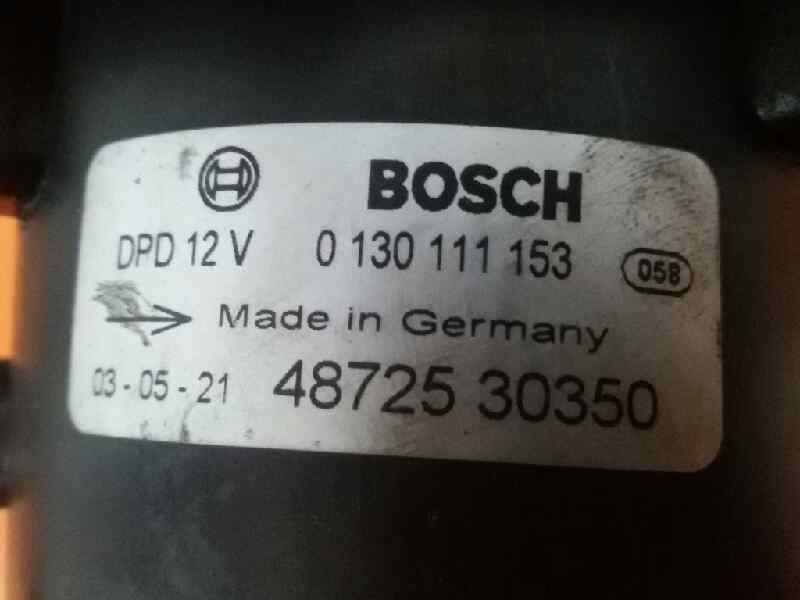 BOSCH
DPD 12 V 0 130 111 153 058
Made in Germany
03-05-21 48725 30350